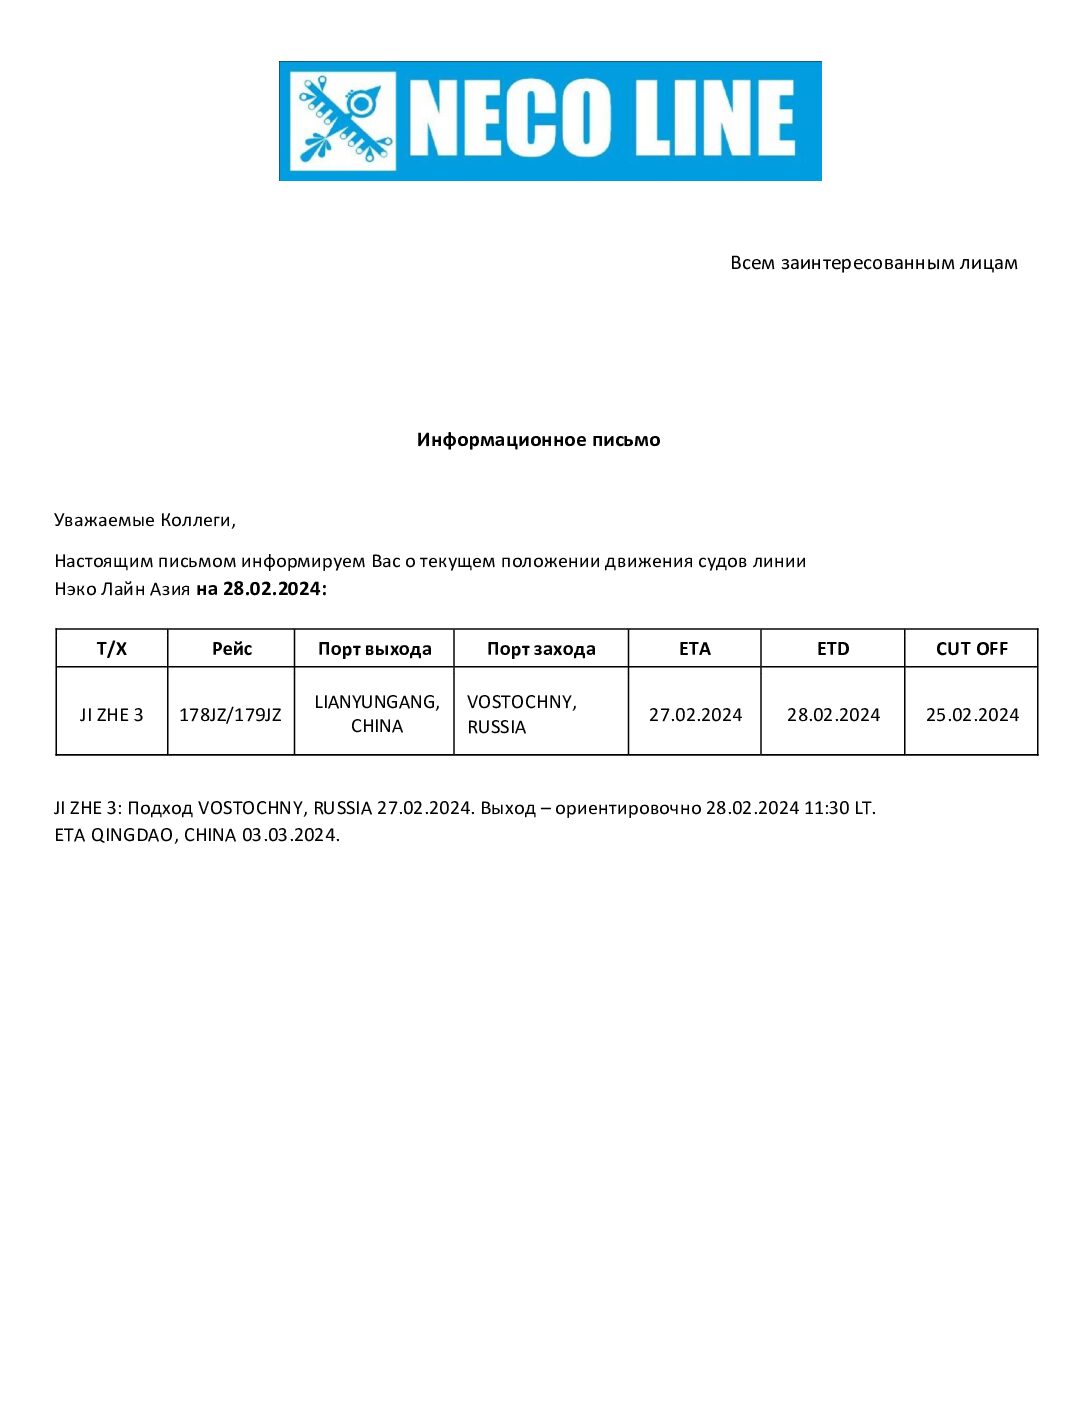 NECO LINE
Всем заинтересованным лицам
Информационное письмо
Уважаемые Коллеги,
Настоящим письмом информируем Вас о текущем положении движения судов линии
Нэко Лайн Азия на 28.02.2024:
Т/Х Рейс Порт выхода Порт захода ETA ETD CUT OFF
JI ZHE 3 178JZ/179JZ LIANYUNGANG, CHINA VOSTOCHNY, RUSSIA 27.02.2024 28.02.2024 25.02.2024
JI ZHE 3: Подход VOSTOCHNY, RUSSIA 27.02.2024. Выход – ориентировочно 28.02.2024 11:30 LT.
ETA QINGDAO, CHINA 03.03.2024.